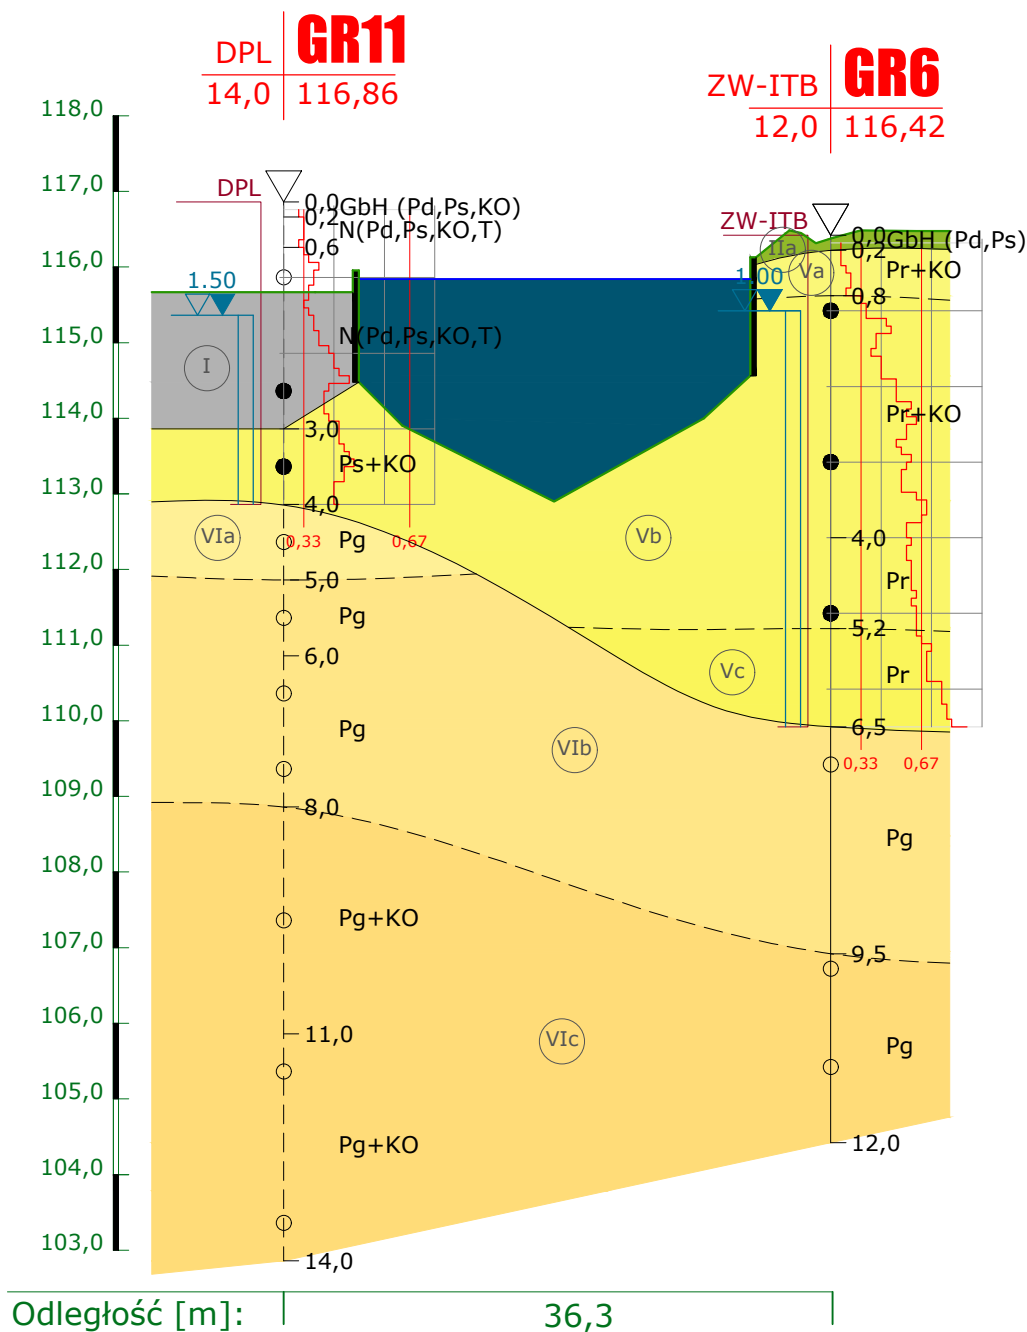 GR11
DPL
14,0 116,86
GR6
ZW-ITB
12,0 116,42
118,0
117,0
116,0
115,0
114,0
113,0
112,0
111,0
110,0
109,0
108,0
107,0
106,0
105,0
104,0
103,0
DPL
0,0
GbH (Pd,Ps,KO)
0,2
N(Pd,Ps,KO,T)
0,6
1.50
N(Pd,Ps,KO,T)
I
3,0
Ps+KO
4,0
VIa
0,33
0,67
Pg
5,0
Pg
6,0
Pg
8,0
Pg+KO
11,0
Pg+KO
14,0
Vb
Vc
VIb
VIc
ZW-ITB
0,0
GbH (Pd,Ps)
0,2
IIa
Va
Pr+KO
1.00
0,8
Pr+KO
4,0
Pr
5,2
Pr
6,5
0,33
0,67
Pg
9,5
Pg
12,0
Odległość [m]:
36,3